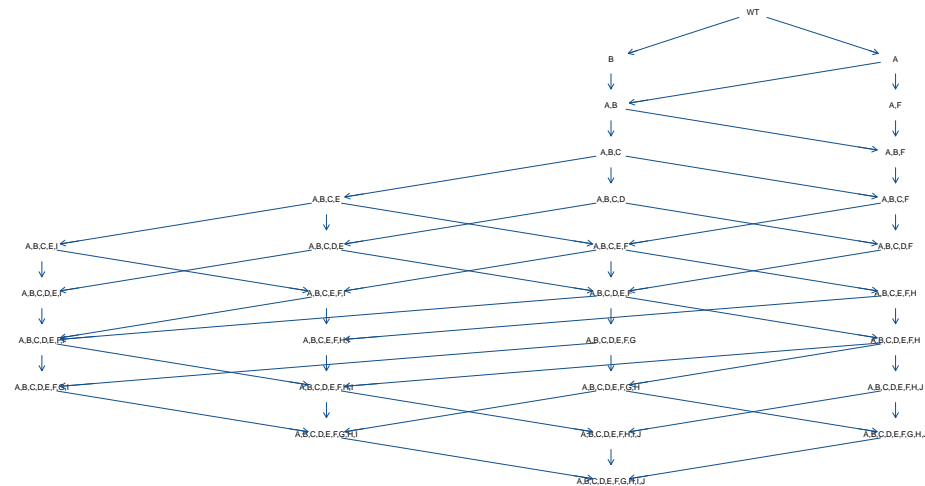 WT
B A
A,B A,F
A,B,C A,B,F
A,B,C,E A,B,C,D A,B,C,F
A,B,C,E,I A,B,C,D,E A,B,C,E,F A,B,C,D,F
A,B,C,D,E,I A,B,C,E,F,I A,B,C,D,E,F A,B,C,E,F,H
A,B,C,D,E,F,I A,B,C,E,F,H,I A,B,C,D,E,F,G A,B,C,D,E,F,H
A,B,C,D,E,F,G,I A,B,C,D,E,F,H,I A,B,C,D,E,F,G,H A,B,C,D,E,F,H,J
A,B,C,D,E,F,G,H,I A,B,C,D,E,F,H,I,J A,B,C,D,E,F,G,H,J
A,B,C,D,E,F,G,H,I,J